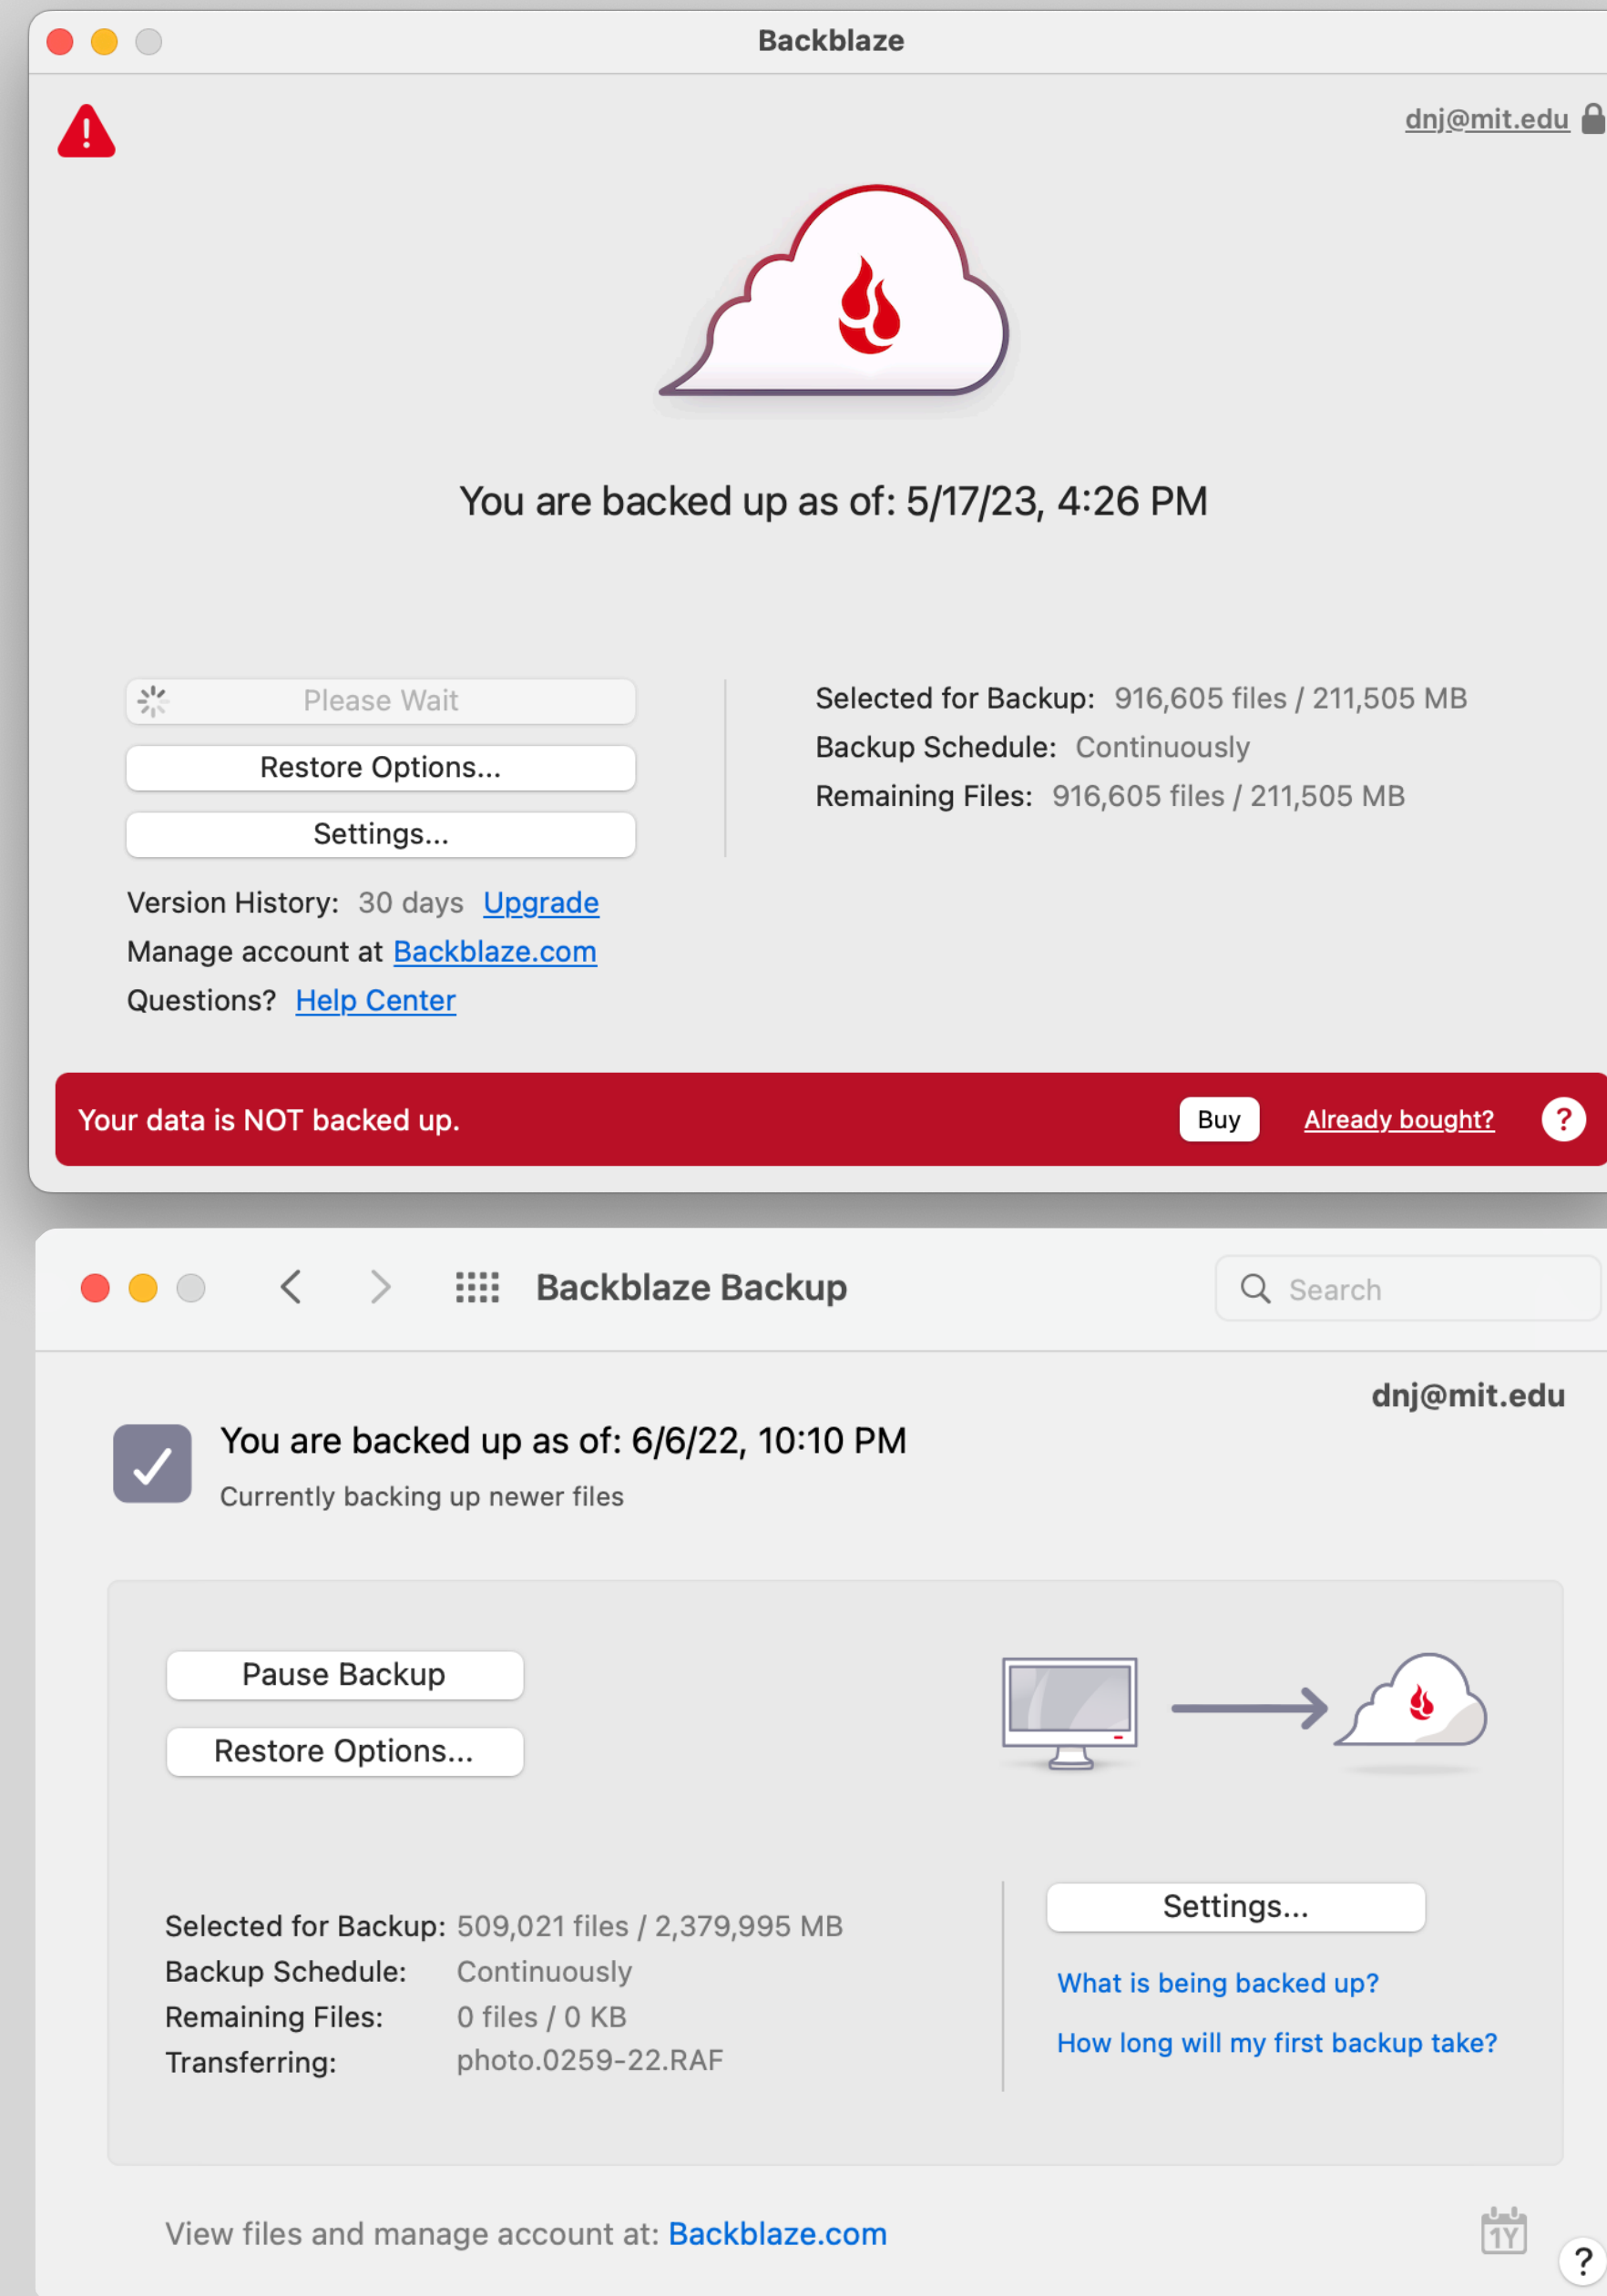 Backblaze
dnj@mit.edu
You are backed up as of: 5/17/23, 4:26 PM
Please Wait
Restore Options...
Settings...
Selected for Backup: 916,605 files / 211,505 MB
Backup Schedule: Continuously
Remaining Files: 916,605 files / 211,505 MB
Version History: 30 days Upgrade
Manage account at Backblaze.com
Questions? Help Center
Your data is NOT backed up. Buy Already bought? ?
Backblaze Backup Search
dnj@mit.edu
You are backed up as of: 6/6/22, 10:10 PM
Currently backing up newer files
Pause Backup
Restore Options...
Selected for Backup: 509,021 files / 2,379,995 MB
Backup Schedule: Continuously
Remaining Files: 0 files / 0 KB
Transferring: photo.0259-22.RAF
Settings...
What is being backed up?
How long will my first backup take?
View files and manage account at: Backblaze.com
1Y
?